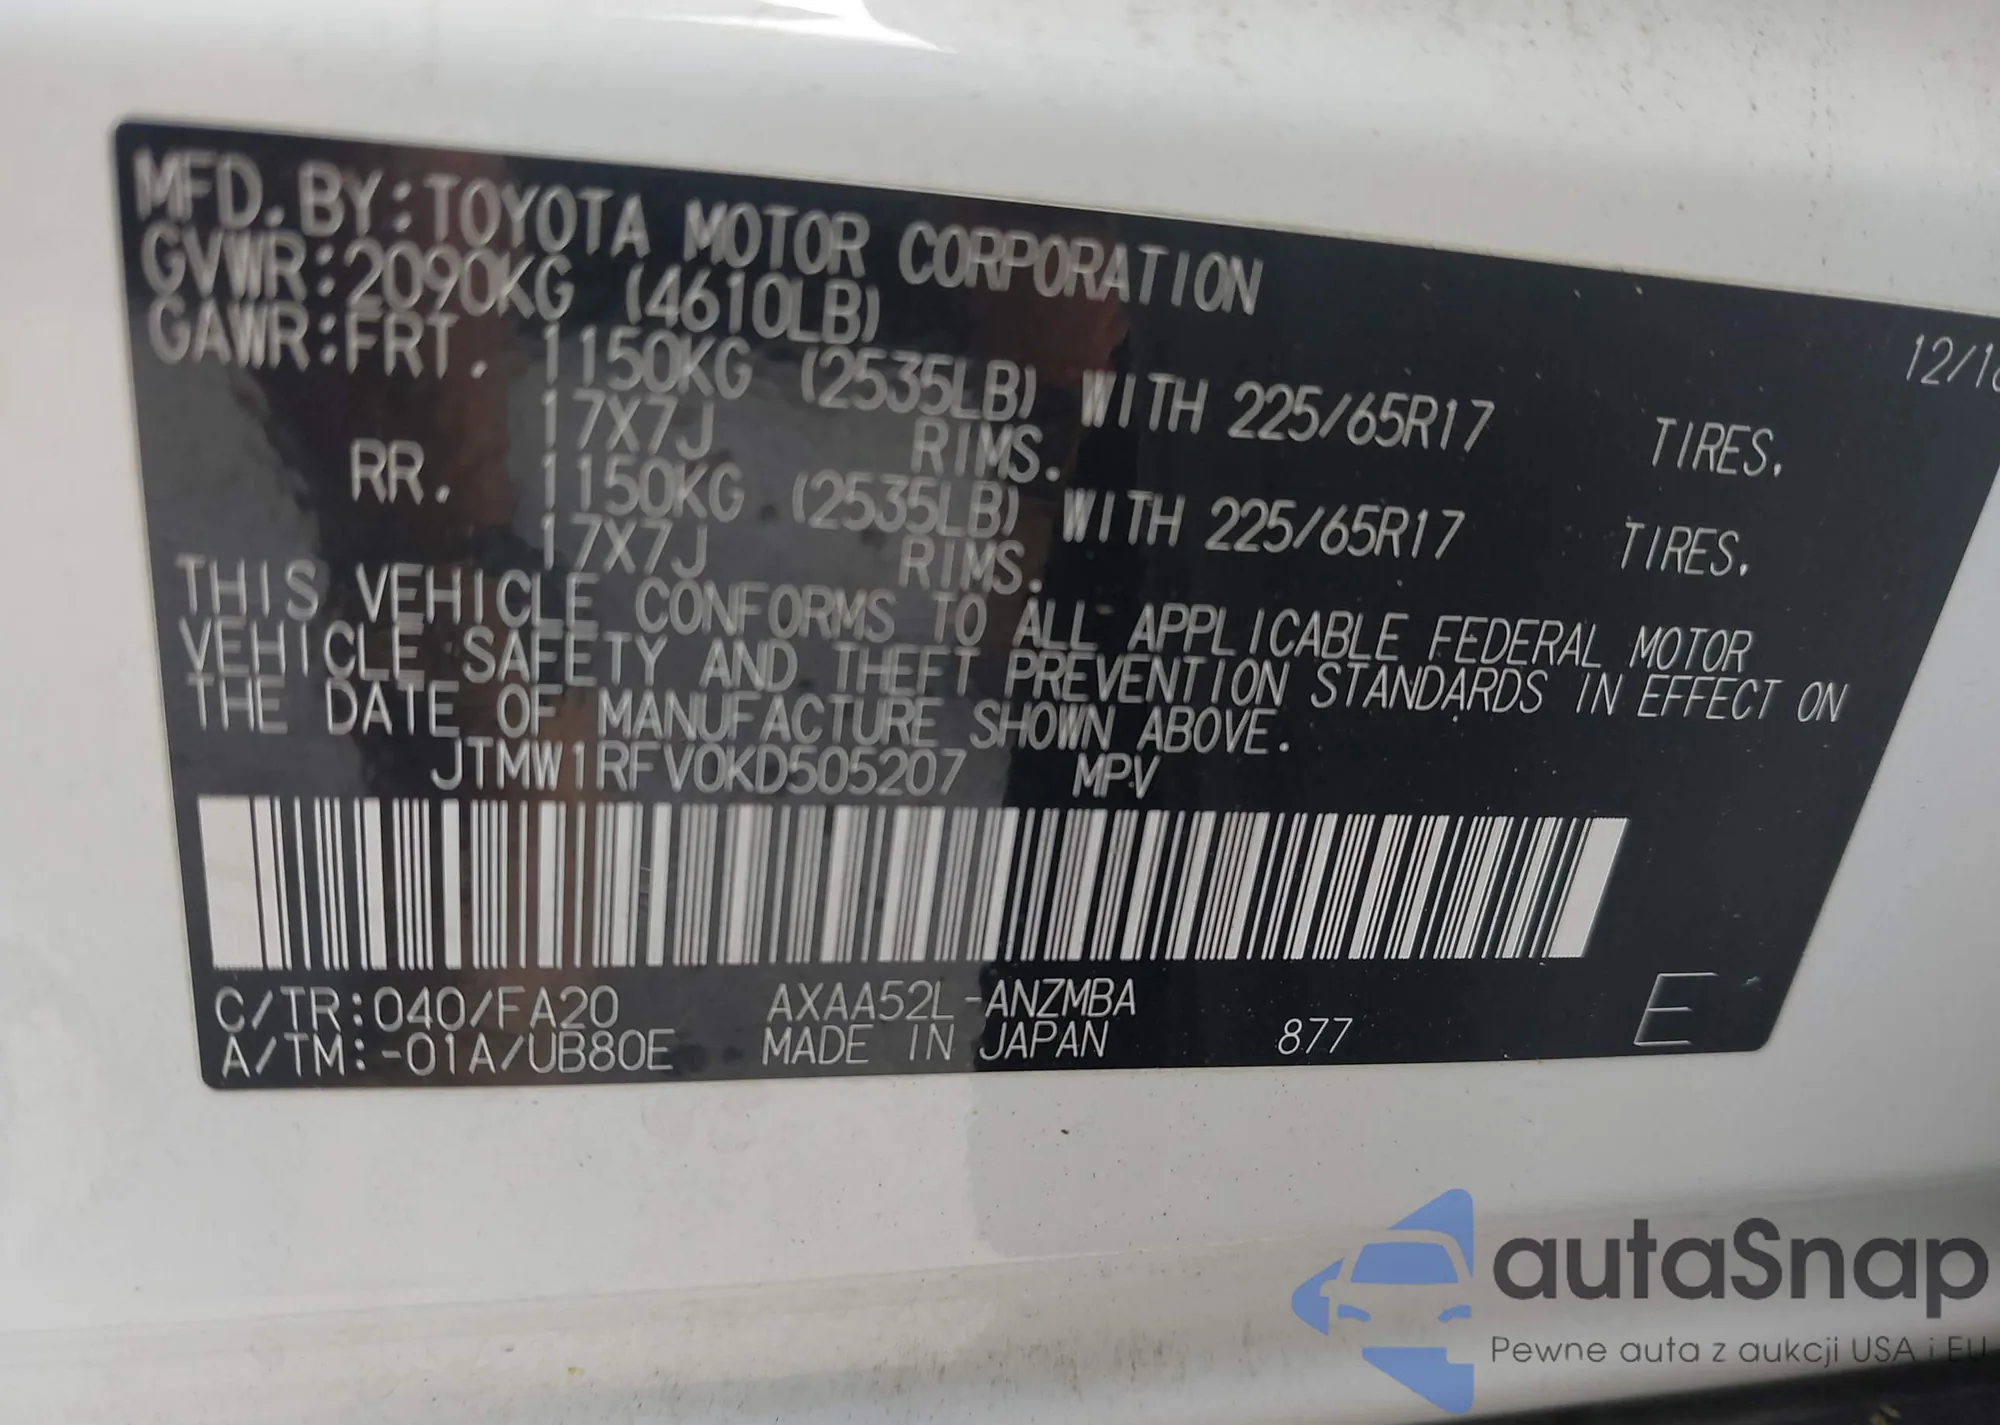 MFD. BY:TOYOTA MOTOR CORPORATION 12/18
GVWR:2090KG (4610LB)
GAWR:FRT. 1150KG (2535LB) WITH 225/65R17 TIRES.
17X7J RIMS.
RR. 1150KG (2535LB) WITH 225/65R17 TIRES.
17X7J RIMS.
THIS VEHICLE CONFORMS TO ALL APPLICABLE FEDERAL MOTOR
VEHICLE SAFETY AND THEFT PREVENTION STANDARDS IN EFFECT ON
THE DATE OF MANUFACTURE SHOWN ABOVE.
JTMW1RFV0KD505207 MPV
C/TR:040/FA20 AXAA52L-ANZMBA
A/TM:-01A/UB80E MADE IN JAPAN 877 E
autaSnap
Pewne auta z aukcji USA i EU